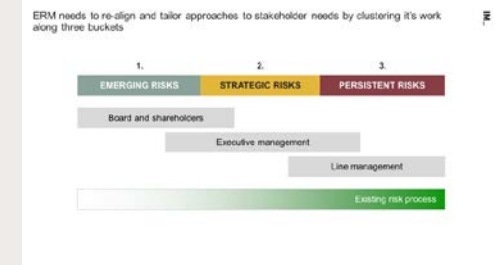 ERM needs to re-align and tailor approaches to stakeholder needs by clustering it's work
along three buckets
IM_
1.
2.
3.
EMERGING RISKS
STRATEGIC RISKS
PERSISTENT RISKS
Board and shareholders
Executive management
Line management
Existing risk process